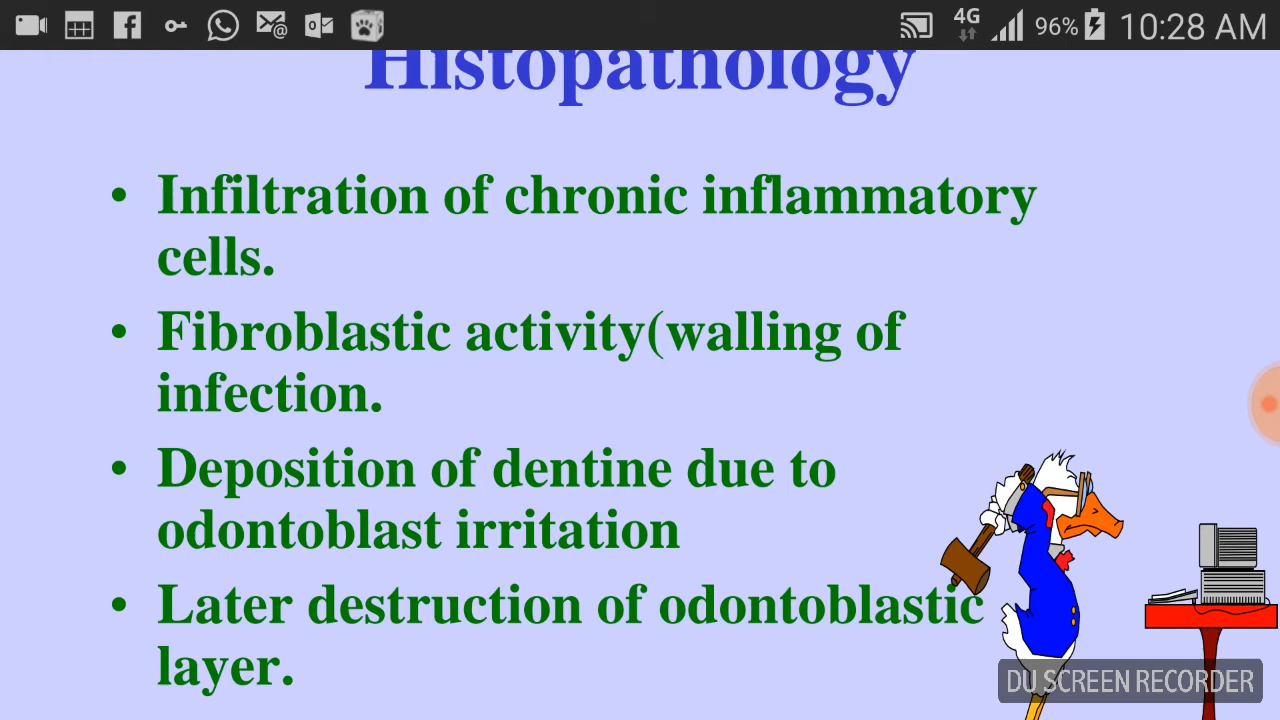 4G 96% 10:28 AM
Histopathology
• Infiltration of chronic inflammatory
cells.
• Fibroblastic activity(walling of
infection.
• Deposition of dentine due to
odontoblast irritation
• Later destruction of odontoblastic
layer.
DU SCREEN RECORDER